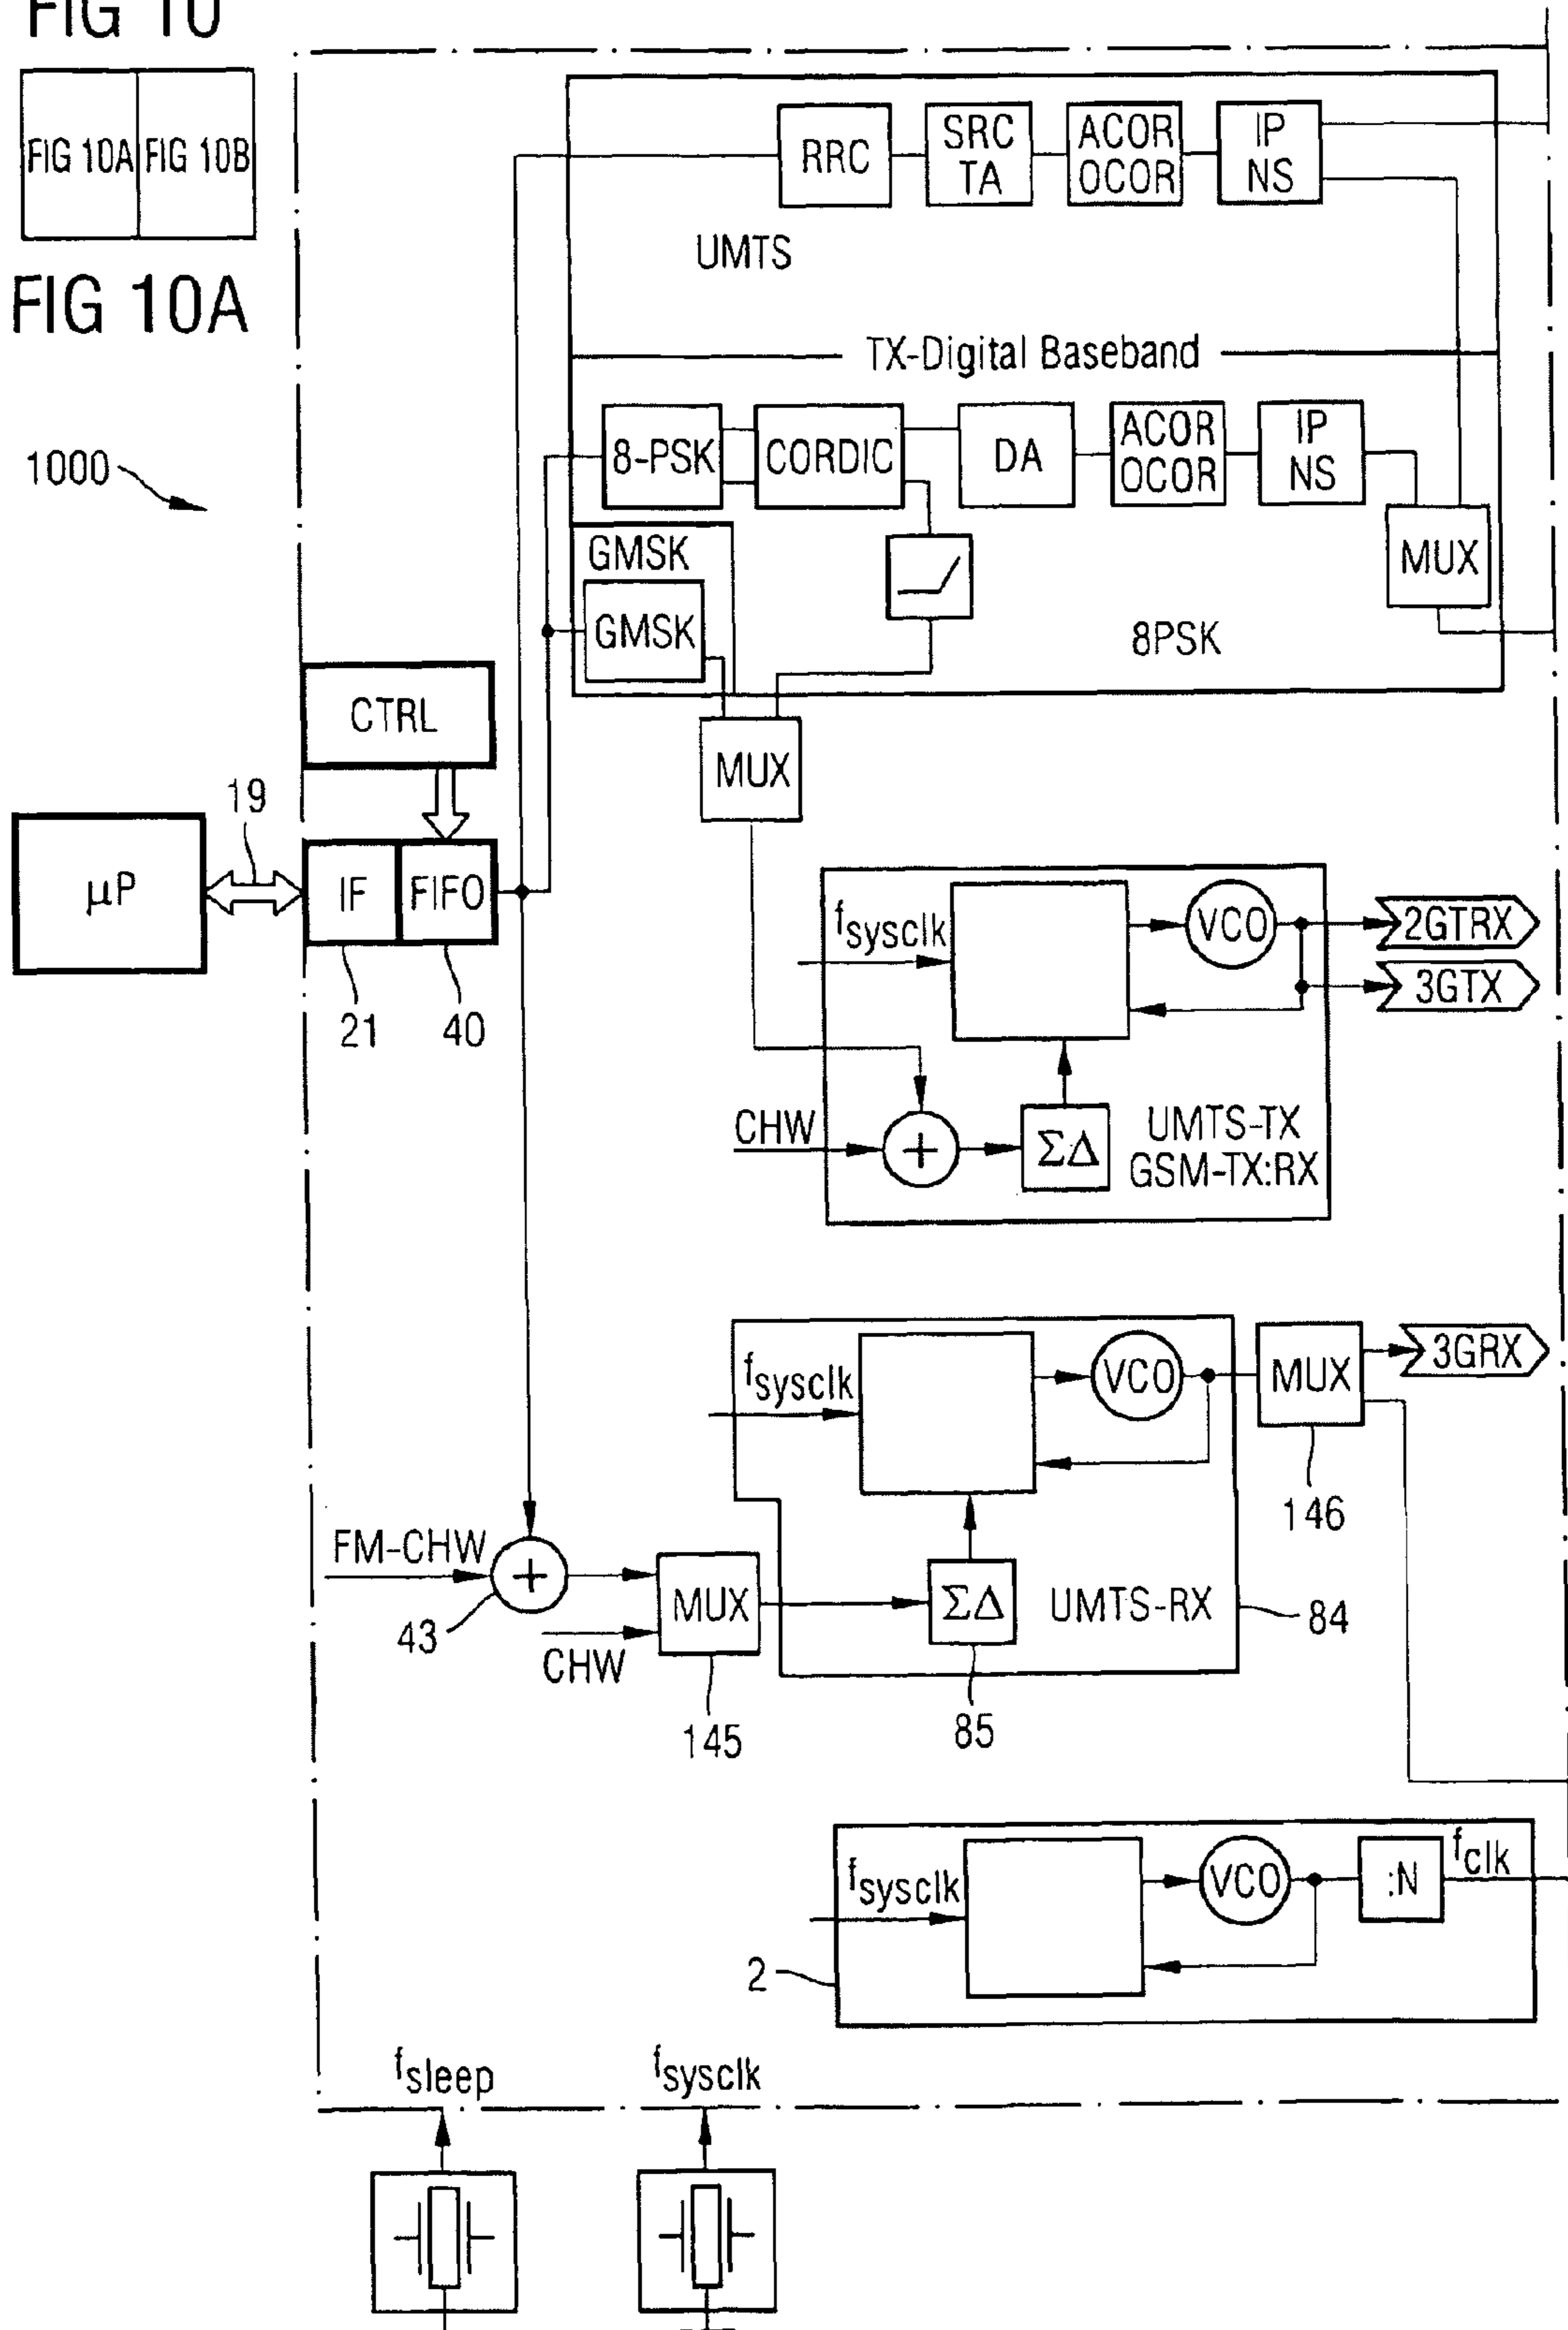 FIG 10
FIG 10A FIG 10B
FIG 10A
1000
RRC
SRC
TA
ACOR
OCOR
IP
NS
UMTS
TX-Digital Baseband
8-PSK
CORDIC
DA
ACOR
OCOR
IP
NS
MUX
GMSK
GMSK
8PSK
CTRL
MUX
19
µP
IF
FIFO
21
40
fsysclk
VCO
2GTRX
3GTX
CHW
+
ΣΔ
UMTS-TX
GSM-TX:RX
fsysclk
VCO
MUX
3GRX
146
FM-CHW
+
43
CHW
MUX
145
ΣΔ
UMTS-RX
84
85
fsysclk
VCO
:N
fclk
2
fsleep
fsysclk